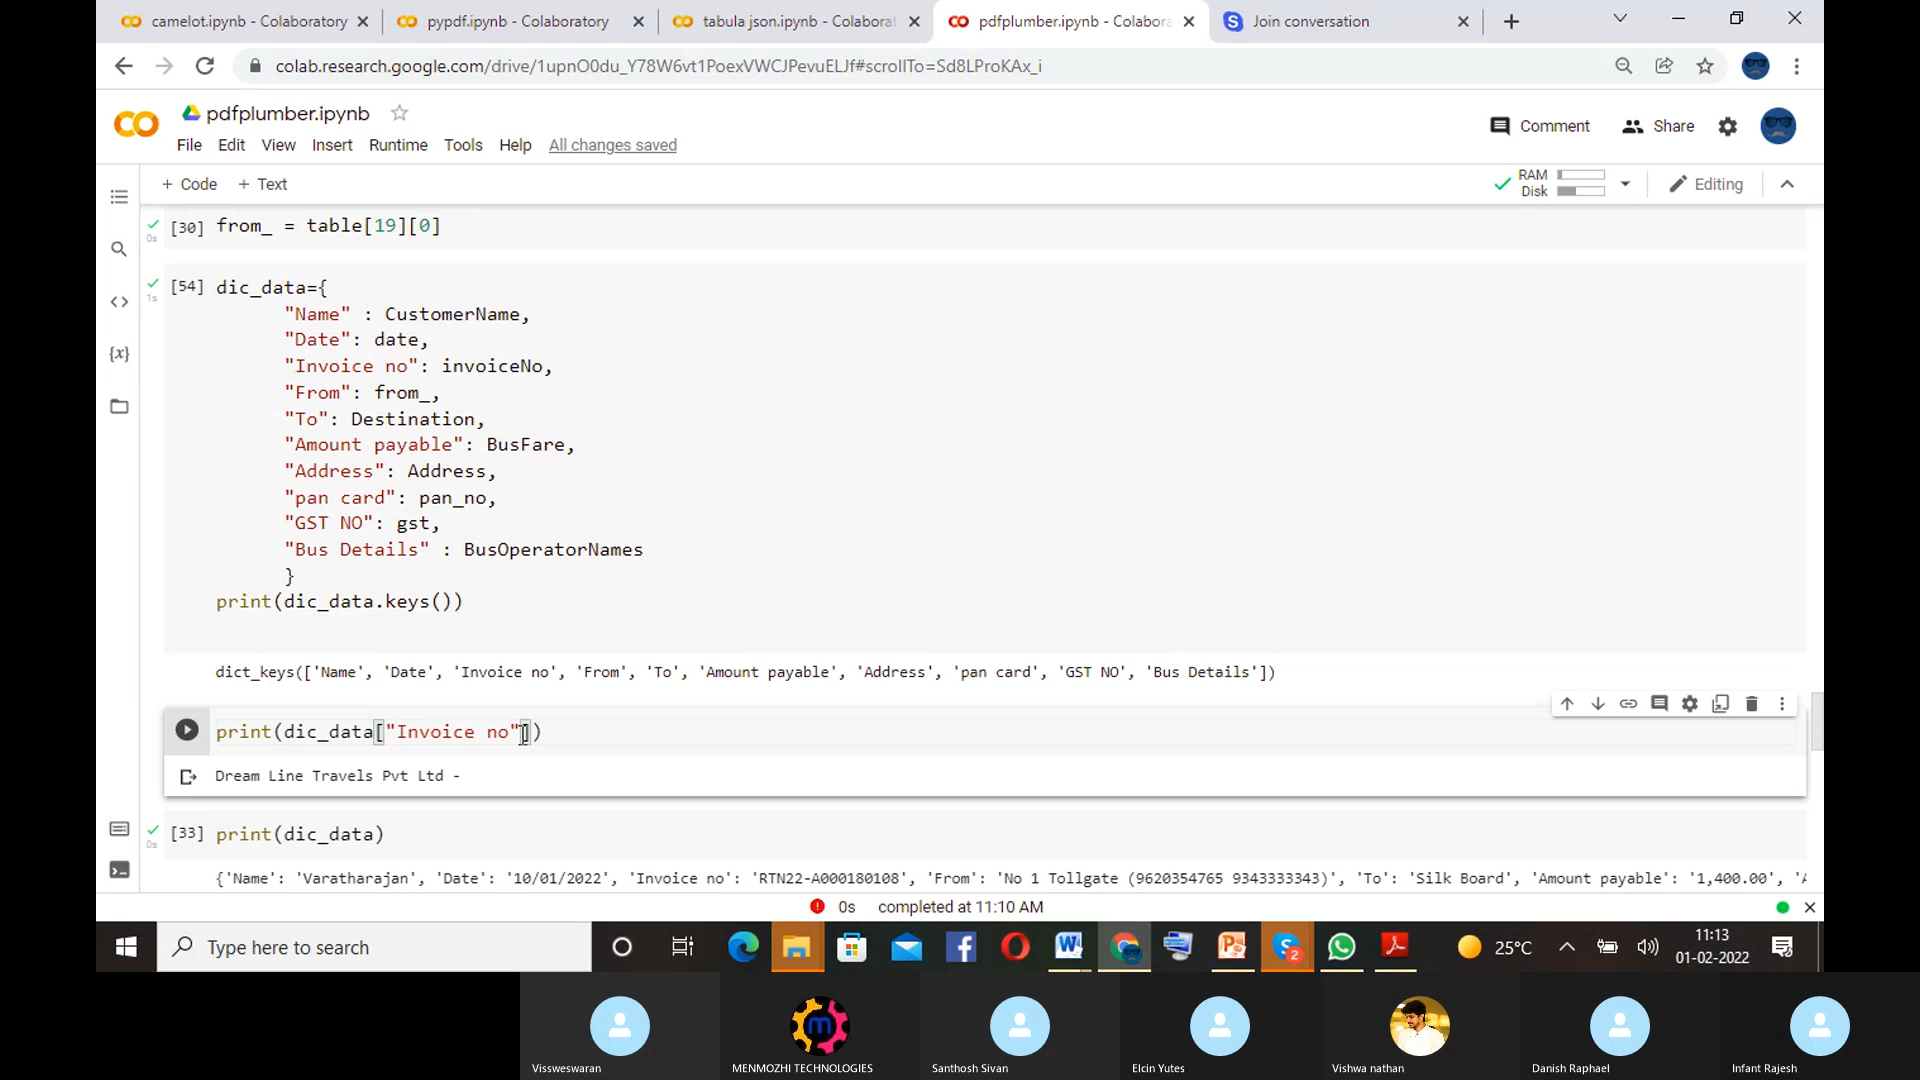 camelot.ipynb - Colaboratory
pypdf.ipynb - Colaboratory
tabula json.ipynb - Colaborat
pdfplumber.ipynb - Colabora
Join conversation
colab.research.google.com/drive/1upnO0du_Y78W6vt1PoexVWCJPevuELJf#scrollTo=Sd8LProKAx_i
pdfplumber.ipynb
Comment
Share
File Edit View Insert Runtime Tools Help All changes saved
+ Code + Text
RAM
Disk
Editing
[30] from_ = table[19][0]
0s
[54] dic_data={
1s
"Name" : CustomerName,
"Date": date,
"Invoice no": invoiceNo,
"From": from_,
"To": Destination,
"Amount payable": BusFare,
"Address": Address,
"pan card": pan_no,
"GST NO": gst,
"Bus Details" : BusOperatorNames
}
print(dic_data.keys())
dict_keys(['Name', 'Date', 'Invoice no', 'From', 'To', 'Amount payable', 'Address', 'pan card', 'GST NO', 'Bus Details'])
print(dic_data["Invoice no"])
Dream Line Travels Pvt Ltd -
[33] print(dic_data)
0s
{'Name': 'Varatharajan', 'Date': '10/01/2022', 'Invoice no': 'RTN22-A000180108', 'From': 'No 1 Tollgate (9620354765 9343333343)', 'To': 'Silk Board', 'Amount payable': '1,400.00',
0s completed at 11:10 AM
Type here to search
2
25°C
11:13
01-02-2022
Vissweswaran
MENMOZHI TECHNOLOGIES
Santhosh Sivan
Elcin Yutes
Vishwa nathan
Danish Raphael
Infant Rajesh